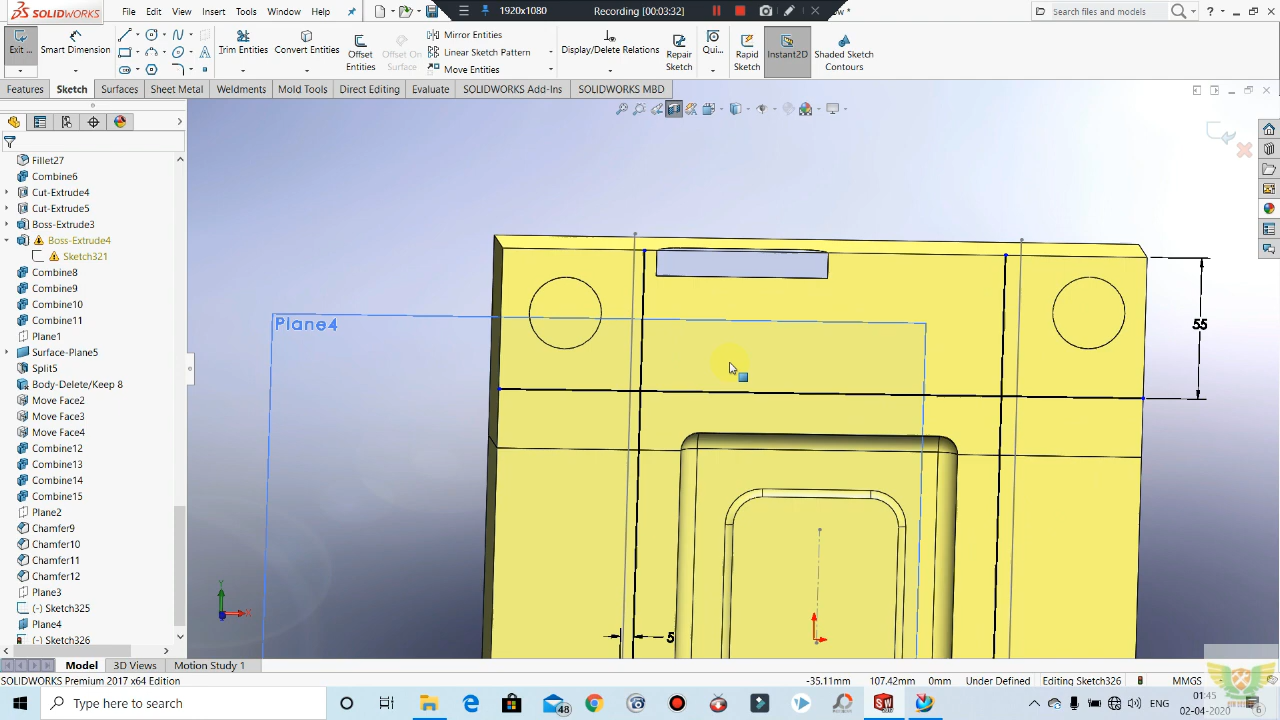 SOLIDWORKS
File Edit View Insert Tools Window Help
1920x1080
Recording [00:03:32]
Search files and models
Exit ...
Smart Dimension
Trim Entities
Convert Entities
Offset Entities
Offset On Surface
Mirror Entities
Linear Sketch Pattern
Move Entities
Display/Delete Relations
Repair Sketch
Qui...
Rapid Sketch
Instant2D
Shaded Sketch Contours
Features Sketch Surfaces Sheet Metal Weldments Mold Tools Direct Editing Evaluate SOLIDWORKS Add-Ins SOLIDWORKS MBD
Fillet27
Combine6
Cut-Extrude4
Cut-Extrude5
Boss-Extrude3
Boss-Extrude4
Sketch321
Combine8
Combine9
Combine10
Combine11
Plane1
Surface-Plane5
Split5
Body-Delete/Keep 8
Move Face2
Move Face3
Move Face4
Combine12
Combine13
Combine14
Combine15
Plane2
Chamfer9
Chamfer10
Chamfer11
Chamfer12
Plane3
(-) Sketch325
Plane4
(-) Sketch326
Plane4
55
5
Y
Model 3D Views Motion Study 1
SOLIDWORKS Premium 2017 x64 Edition
-35.11mm 107.42mm 0mm Under Defined Editing Sketch326 MMGS
Type here to search
48
ENG
01:45
02-04-2020
6